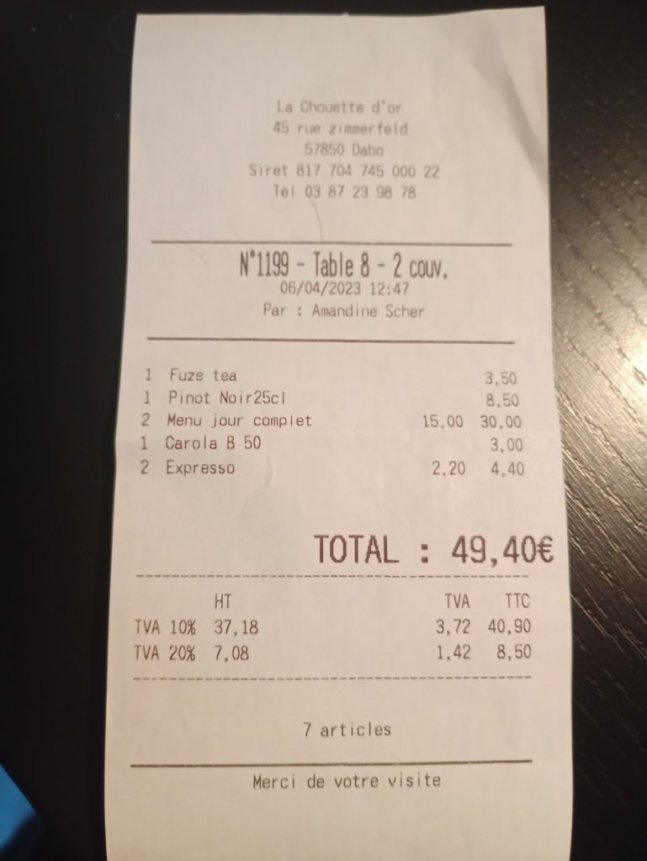 La Chouette d'or
45 rue zimmerfeld
57850 Dabo
Siret 817 704 745 000 22
Tel 03 87 23 98 78
N°1199 - Table 8 - 2 couv.
06/04/2023 12:47
Par : Amandine Scher
1 Fuze tea 3,50
1 Pinot Noir25cl 8,50
2 Menu jour complet 15,00 30,00
1 Carola B 50 3,00
2 Expresso 2,20 4,40
TOTAL : 49,40€
HT TVA TTC
TVA 10% 37,18 3,72 40,90
TVA 20% 7,08 1,42 8,50
7 articles
Merci de votre visite